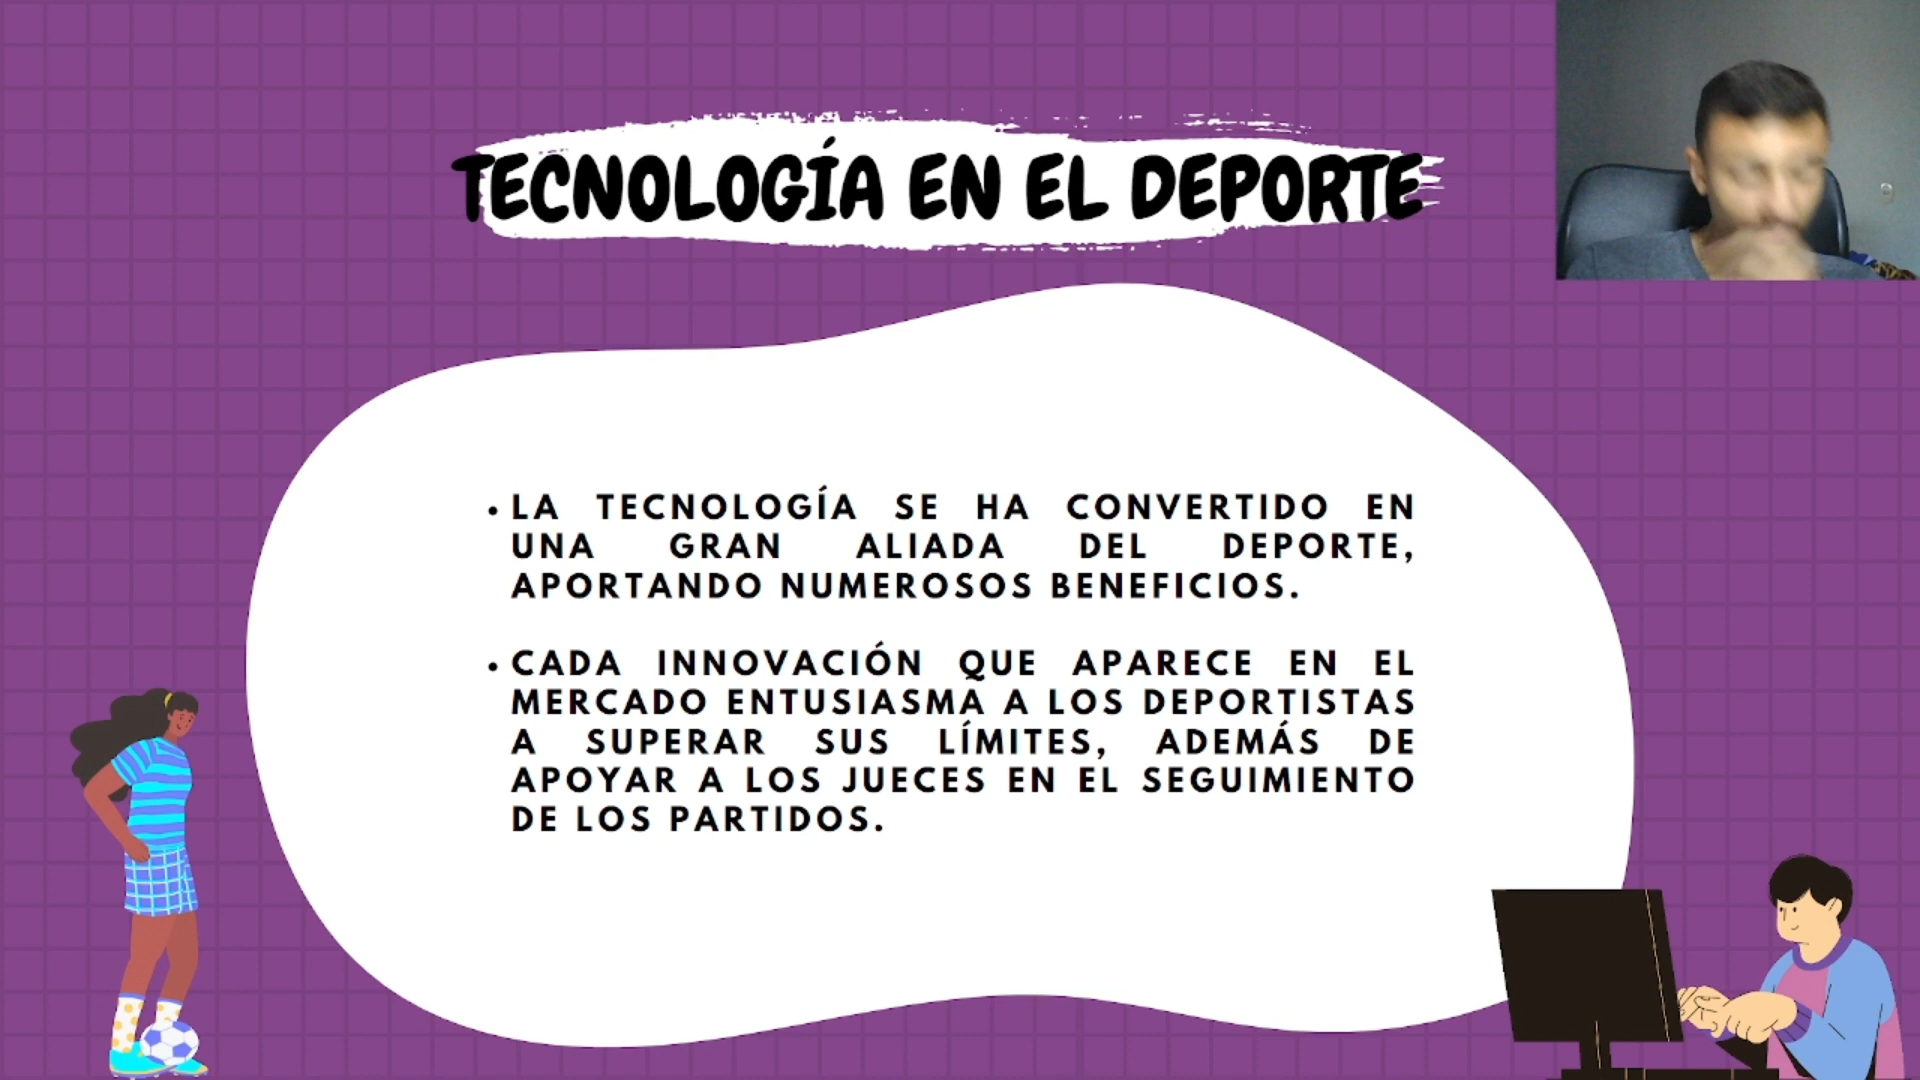 TECNOLOGÍA EN EL DEPORTE
• LA TECNOLOGÍA SE HA CONVERTIDO EN
UNA GRAN ALIADA DEL DEPORTE,
APORTANDO NUMEROSOS BENEFICIOS.
• CADA INNOVACIÓN QUE APARECE EN EL
MERCADO ENTUSIASMA A LOS DEPORTISTAS
A SUPERAR SUS LÍMITES, ADEMÁS DE
APOYAR A LOS JUECES EN EL SEGUIMIENTO
DE LOS PARTIDOS.